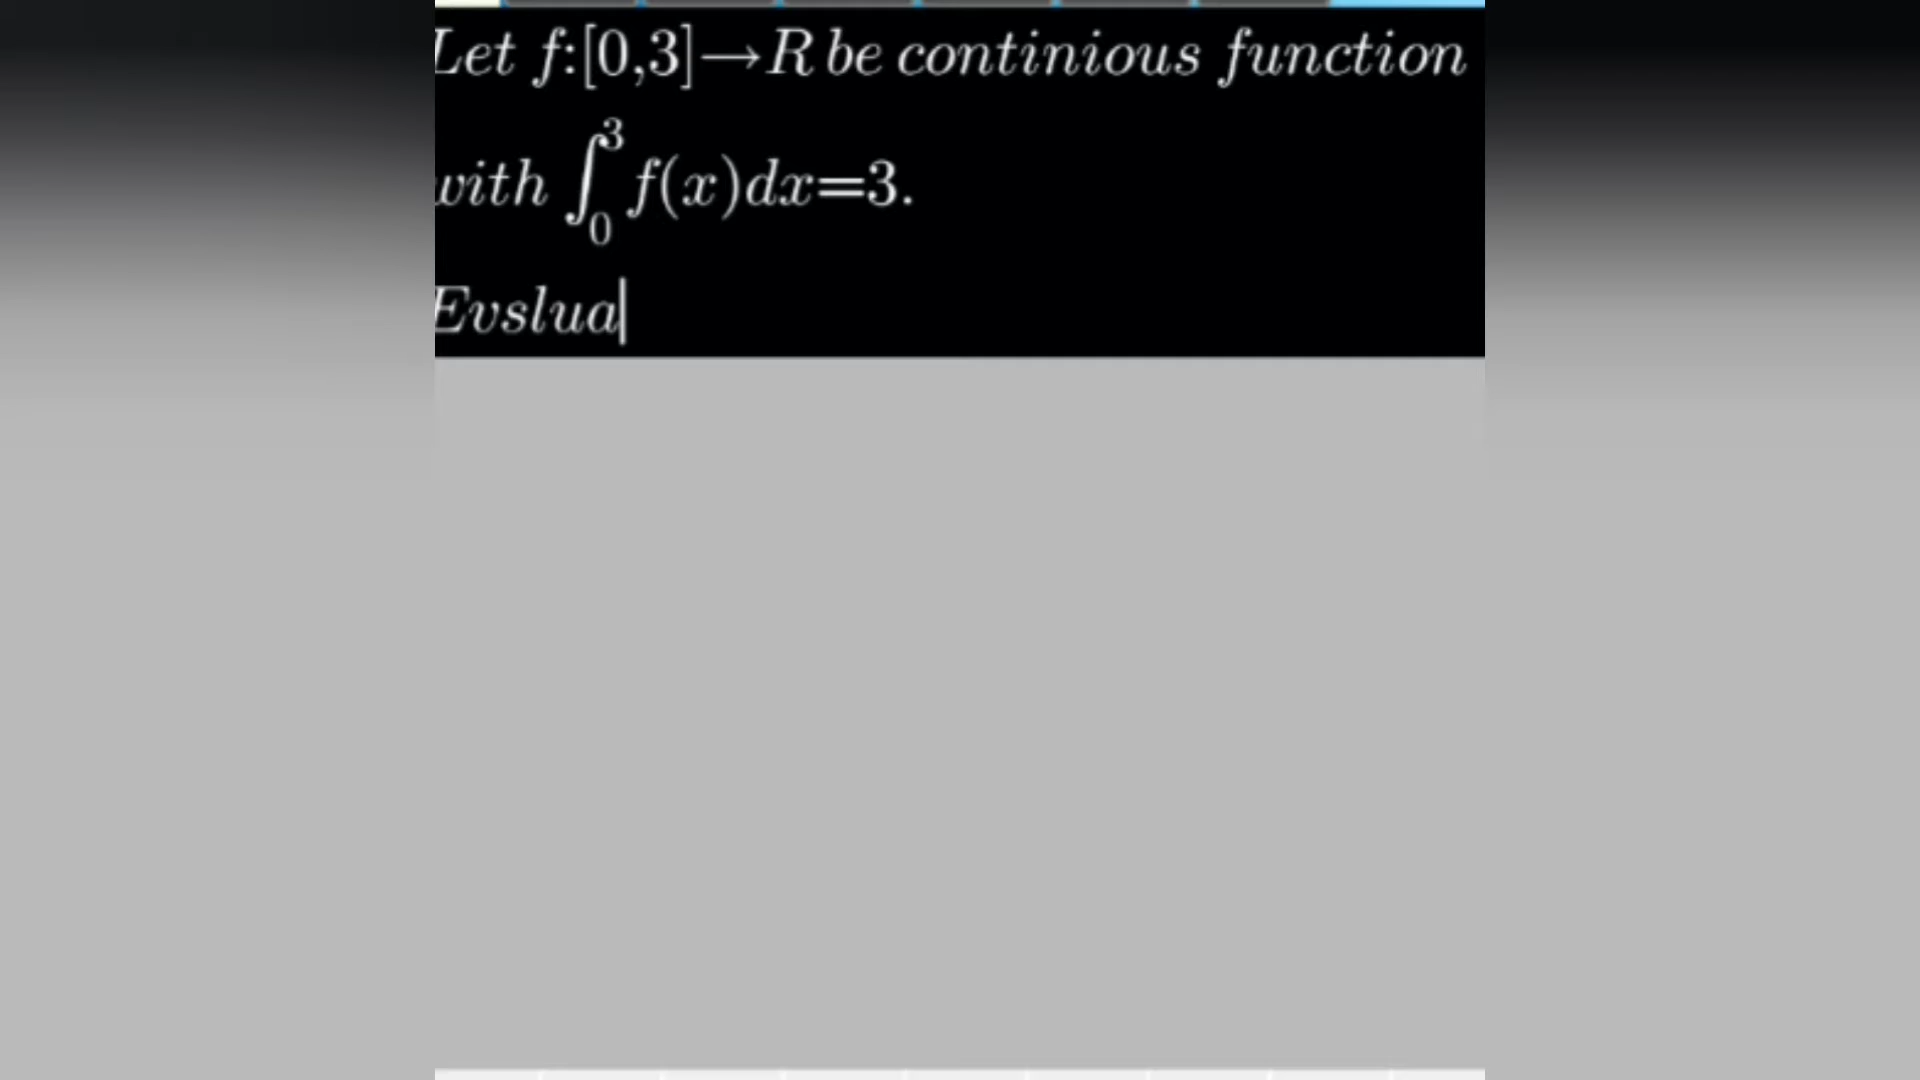 Let f:[0,3]→R be continious function
with ∫₀³ f(x)dx=3.
Evslua